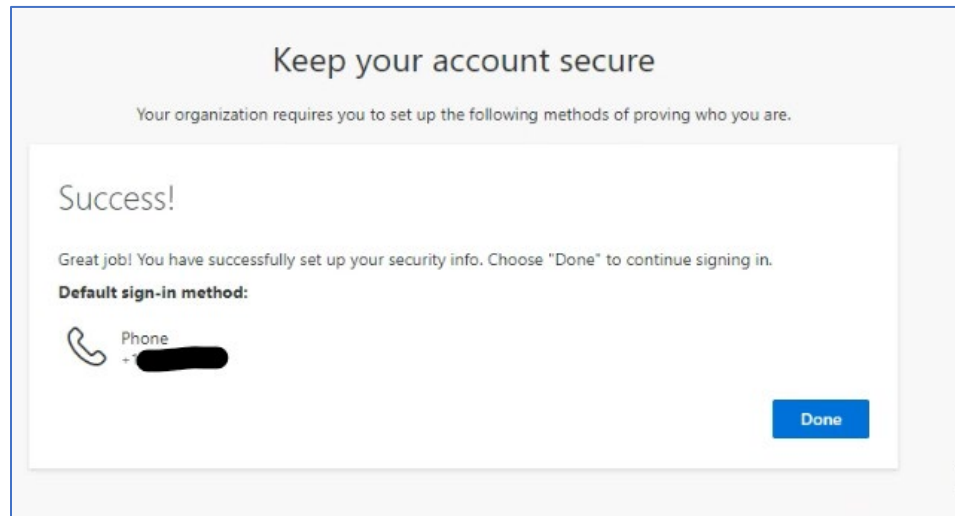 Keep your account secure
Your organization requires you to set up the following methods of proving who you are.
Success!
Great job! You have successfully set up your security info. Choose "Done" to continue signing in.
Default sign-in method:
Phone
Done